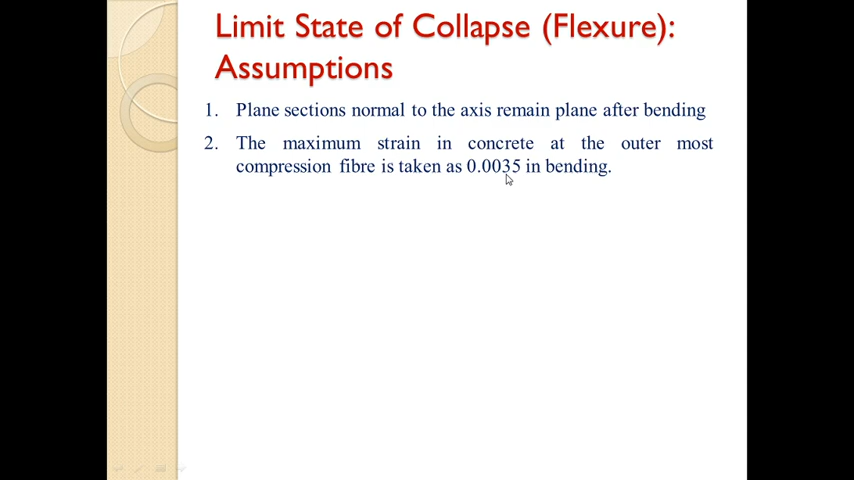 Limit State of Collapse (Flexure):
Assumptions
1. Plane sections normal to the axis remain plane after bending
2. The maximum strain in concrete at the outer most
compression fibre is taken as 0.0035 in bending.